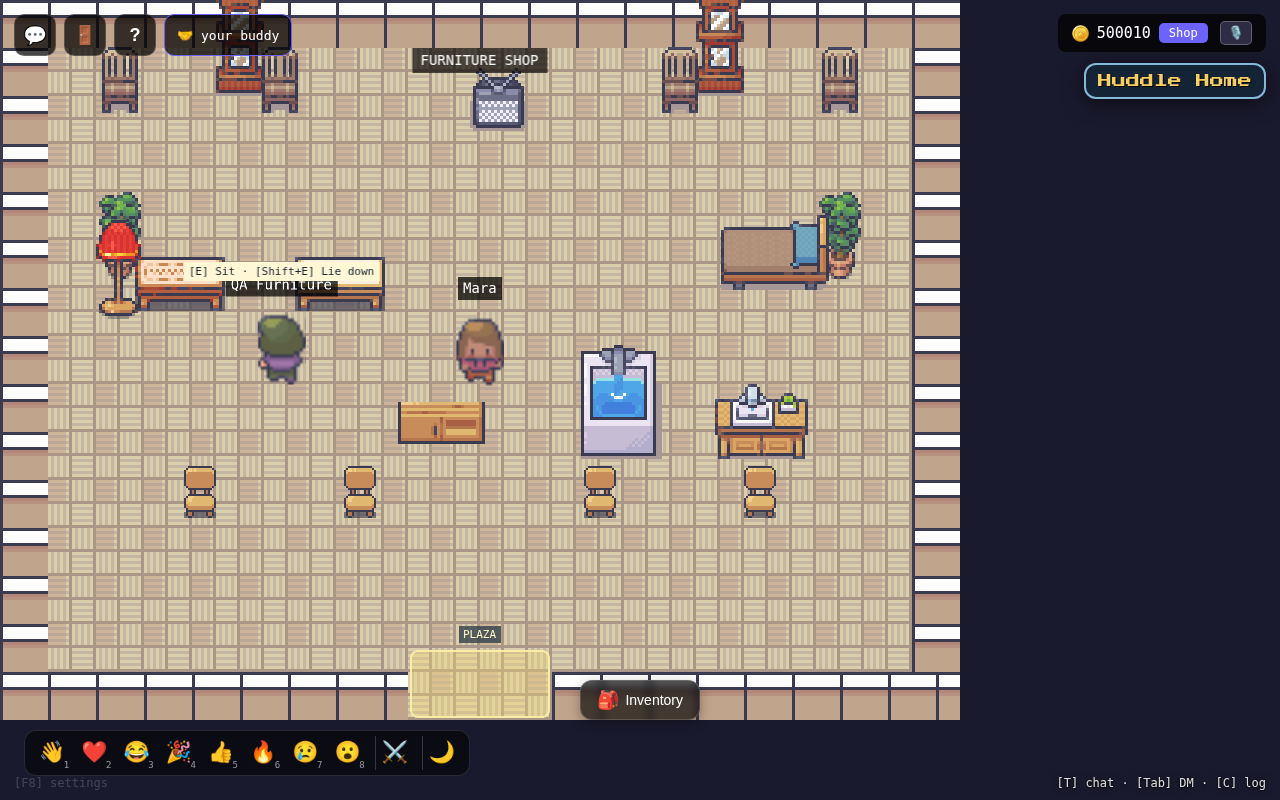 ? your buddy
500010 Shop
Huddle Home
FURNITURE SHOP
[E] Sit · [Shift+E] Lie down
QA Furniture
Mara
PLAZA
Inventory
1 2 3 4 5 6 7 8
[F8] settings
[T] chat · [Tab] DM · [C] log